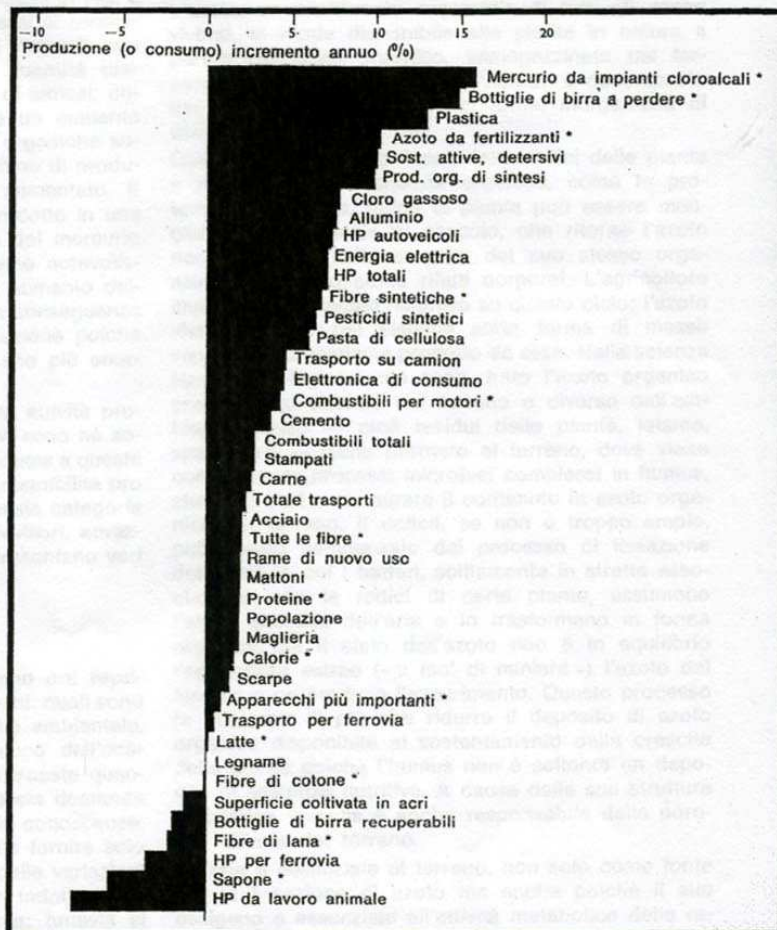 −10 −5 0 5 10 15 20
Produzione (o consumo) incremento annuo (%)
Mercurio da impianti cloroalcali *
Bottiglie di birra a perdere *
Plastica
Azoto da fertilizzanti *
Sost. attive, detersivi
Prod. org. di sintesi
Cloro gassoso
Alluminio
HP autoveicoli
Energia elettrica
HP totali
Fibre sintetiche *
Pesticidi sintetici
Pasta di cellulosa
Trasporto su camion
Elettronica di consumo
Combustibili per motori *
Cemento
Combustibili totali
Stampati
Carne
Totale trasporti
Acciaio
Tutte le fibre *
Rame di nuovo uso
Mattoni
Proteine *
Popolazione
Maglieria
Calorie *
Scarpe
Apparecchi più importanti *
Trasporto per ferrovia
Latte *
Legname
Fibre di cotone *
Superficie coltivata in acri
Bottiglie di birra recuperabili
Fibre di lana *
HP per ferrovia
Sapone *
HP da lavoro animale